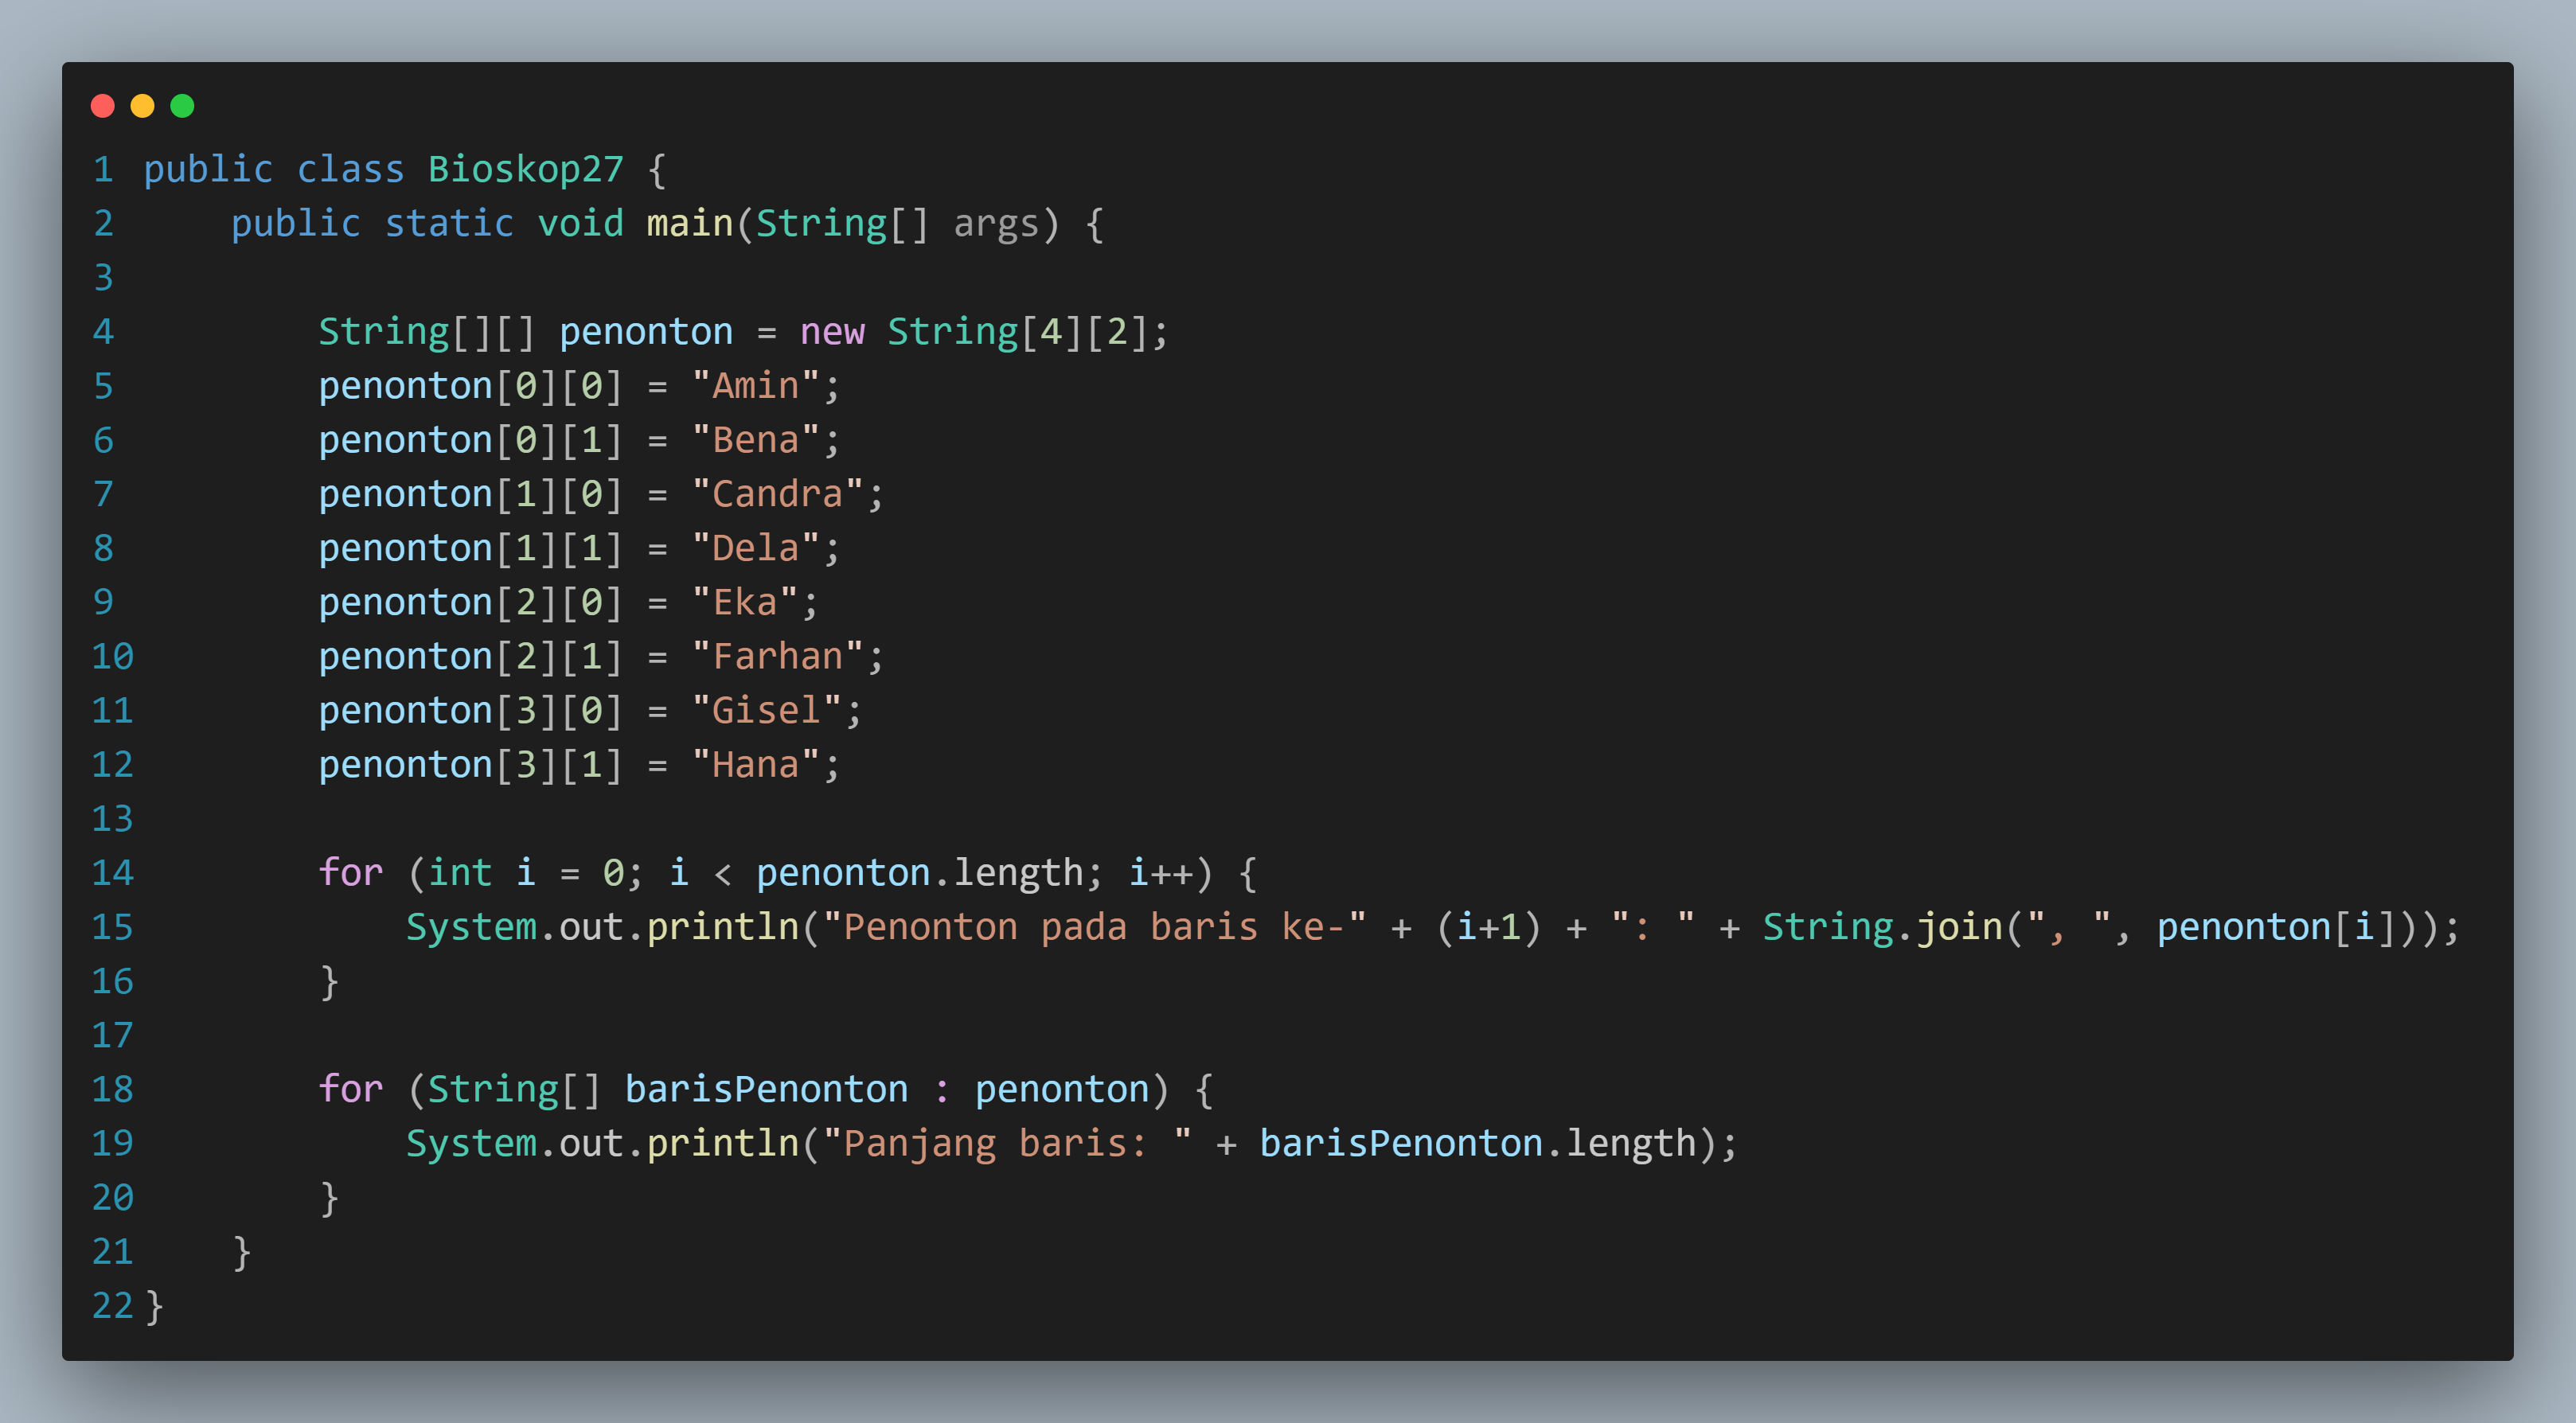 1 public class Bioskop27 {
2     public static void main(String[] args) {
3
4         String[][] penonton = new String[4][2];
5         penonton[0][0] = "Amin";
6         penonton[0][1] = "Bena";
7         penonton[1][0] = "Candra";
8         penonton[1][1] = "Dela";
9         penonton[2][0] = "Eka";
10         penonton[2][1] = "Farhan";
11         penonton[3][0] = "Gisel";
12         penonton[3][1] = "Hana";
13
14         for (int i = 0; i < penonton.length; i++) {
15             System.out.println("Penonton pada baris ke-" + (i+1) + ": " + String.join(", ", penonton[i]));
16         }
17
18         for (String[] barisPenonton : penonton) {
19             System.out.println("Panjang baris: " + barisPenonton.length);
20         }
21     }
22 }